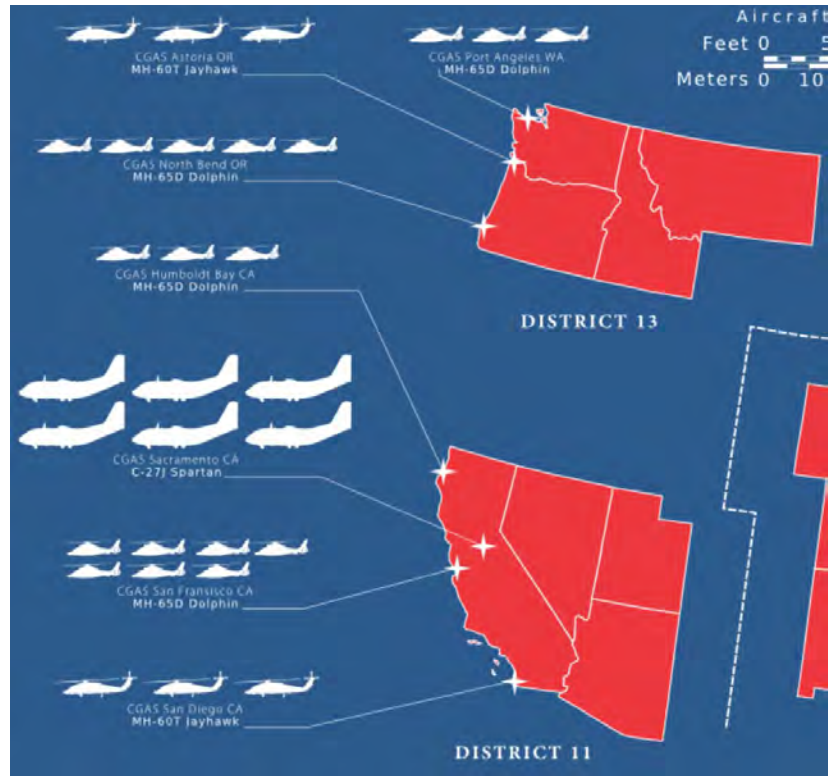 Aircraft
Feet 0 5
Meters 0 10
CGAS Astoria OR
MH-60T Jayhawk
CGAS Port Angeles WA
MH-65D Dolphin
CGAS North Bend OR
MH-65D Dolphin
CGAS Humboldt Bay CA
MH-65D Dolphin
DISTRICT 13
CGAS Sacramento CA
C-27J Spartan
CGAS San Fransisco CA
MH-65D Dolphin
CGAS San Diego CA
MH-60T Jayhawk
DISTRICT 11